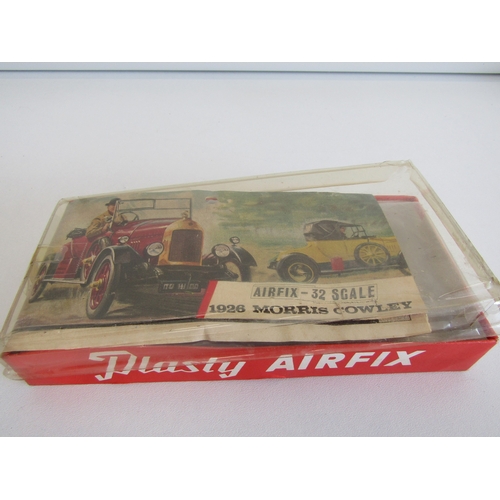 AIRFIX-32 SCALE
1926 MORRIS COWLEY
Plasty AIRFIX